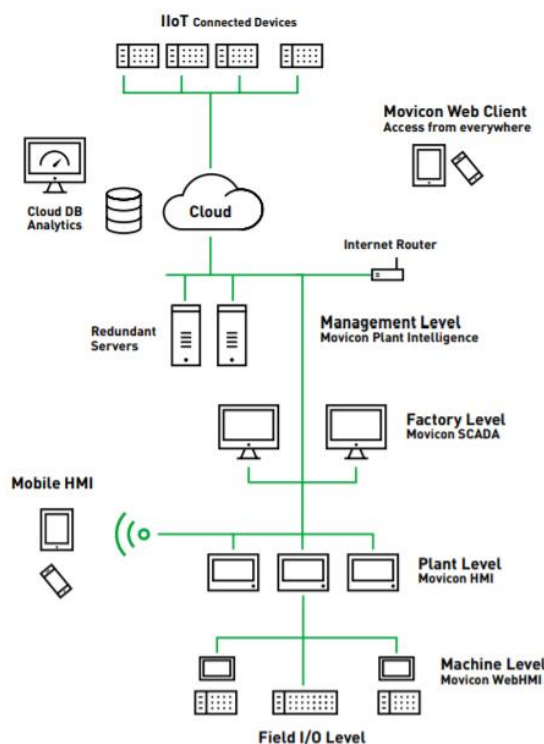 IIoT Connected Devices
Movicon Web Client
Access from everywhere
Cloud DB
Analytics
Cloud
Internet Router
Redundant
Servers
Management Level
Movicon Plant Intelligence
Factory Level
Movicon SCADA
Mobile HMI
Plant Level
Movicon HMI
Machine Level
Movicon WebHMI
Field I/O Level